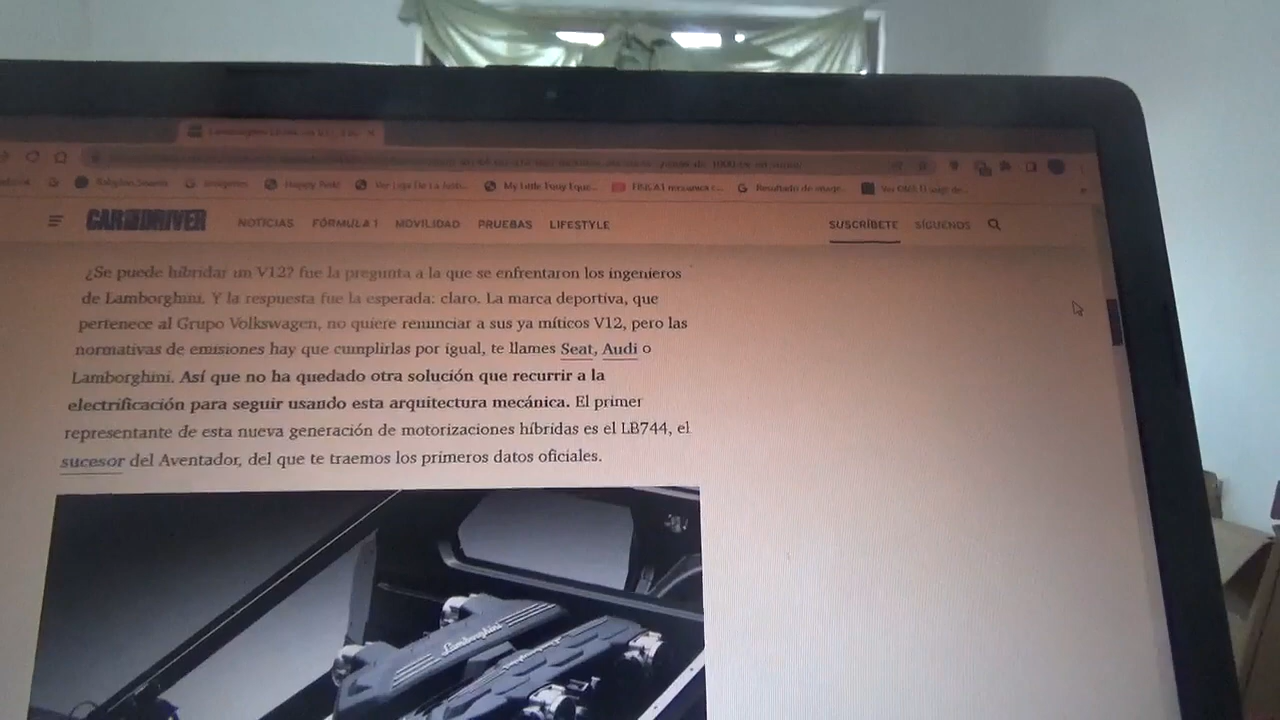 My Little Pony Eque...
CAR AND DRIVER
NOTICIAS FÓRMULA 1 MOVILIDAD PRUEBAS LIFESTYLE SUSCRÍBETE SÍGUENOS
¿Se puede hibridar un V12? fue la pregunta a la que se enfrentaron los ingenieros
de Lamborghini. Y la respuesta fue la esperada: claro. La marca deportiva, que
pertenece al Grupo Volkswagen, no quiere renunciar a sus ya míticos V12, pero las
normativas de emisiones hay que cumplirlas por igual, te llames Seat, Audi o
Lamborghini. Así que no ha quedado otra solución que recurrir a la
electrificación para seguir usando esta arquitectura mecánica. El primer
representante de esta nueva generación de motorizaciones híbridas es el LB744, el
sucesor del Aventador, del que te traemos los primeros datos oficiales.
Lamborghini
Lamborghini